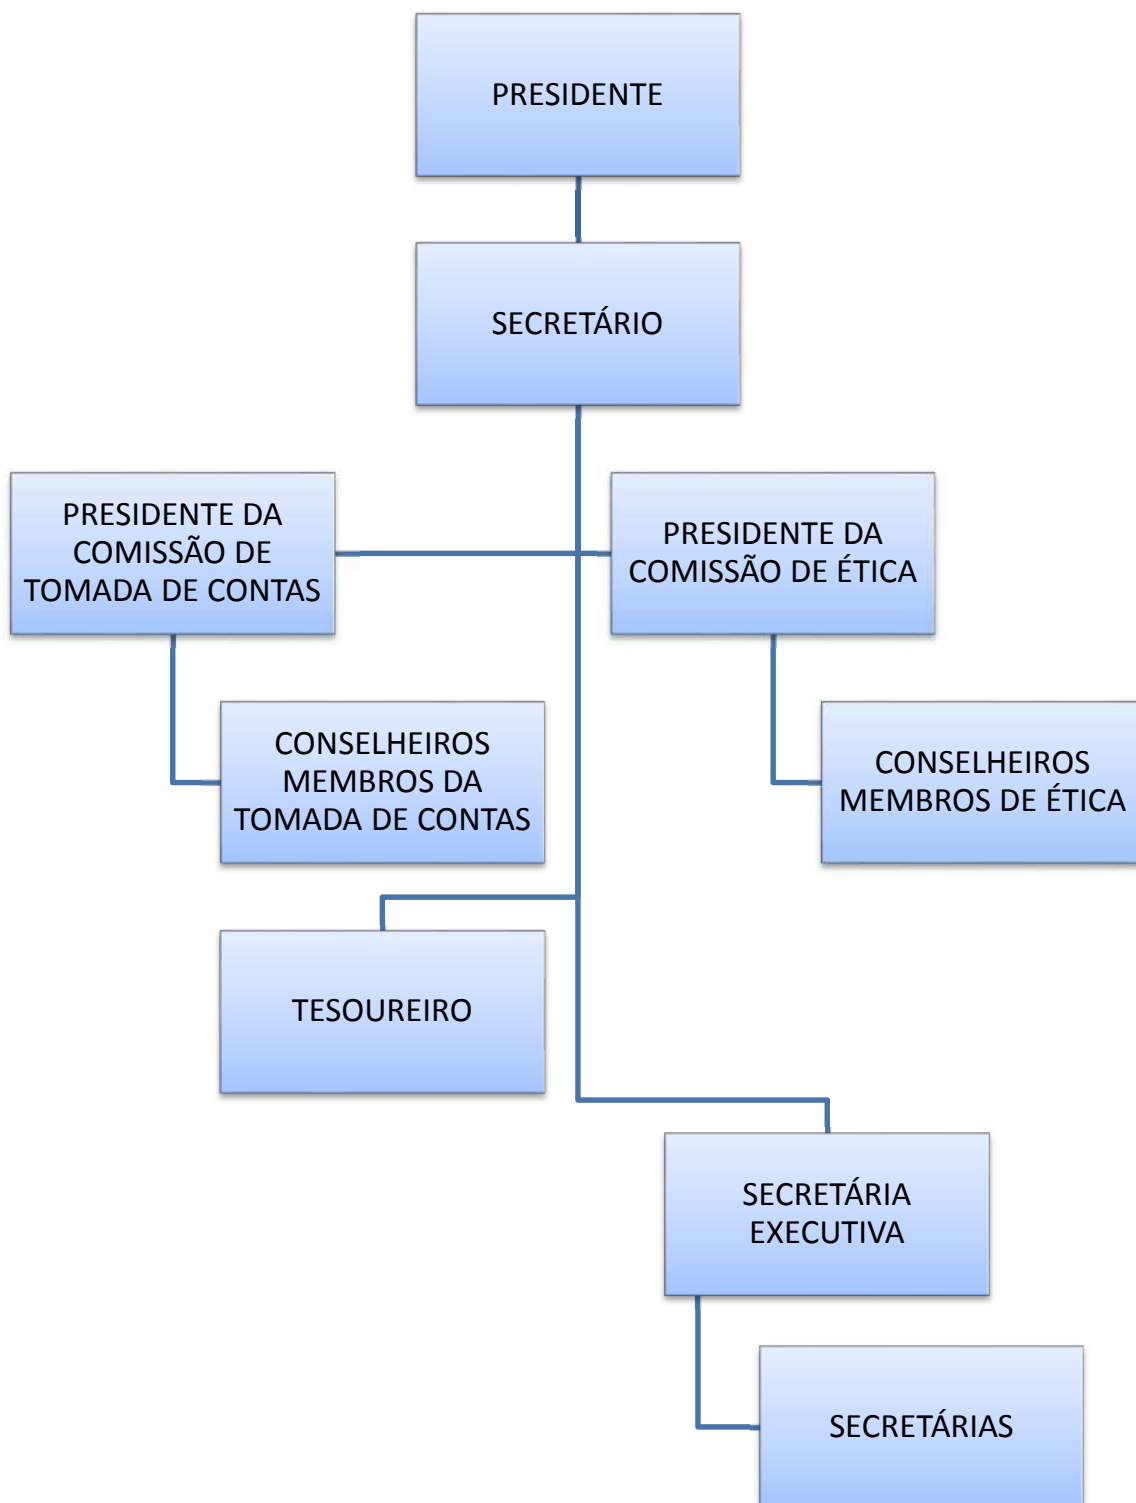 PRESIDENTE
SECRETÁRIO
PRESIDENTE DA
COMISSÃO DE
TOMADA DE CONTAS
PRESIDENTE DA
COMISSÃO DE ÉTICA
CONSELHEIROS
MEMBROS DA
TOMADA DE CONTAS
CONSELHEIROS
MEMBROS DE ÉTICA
TESOUREIRO
SECRETÁRIA
EXECUTIVA
SECRETÁRIAS